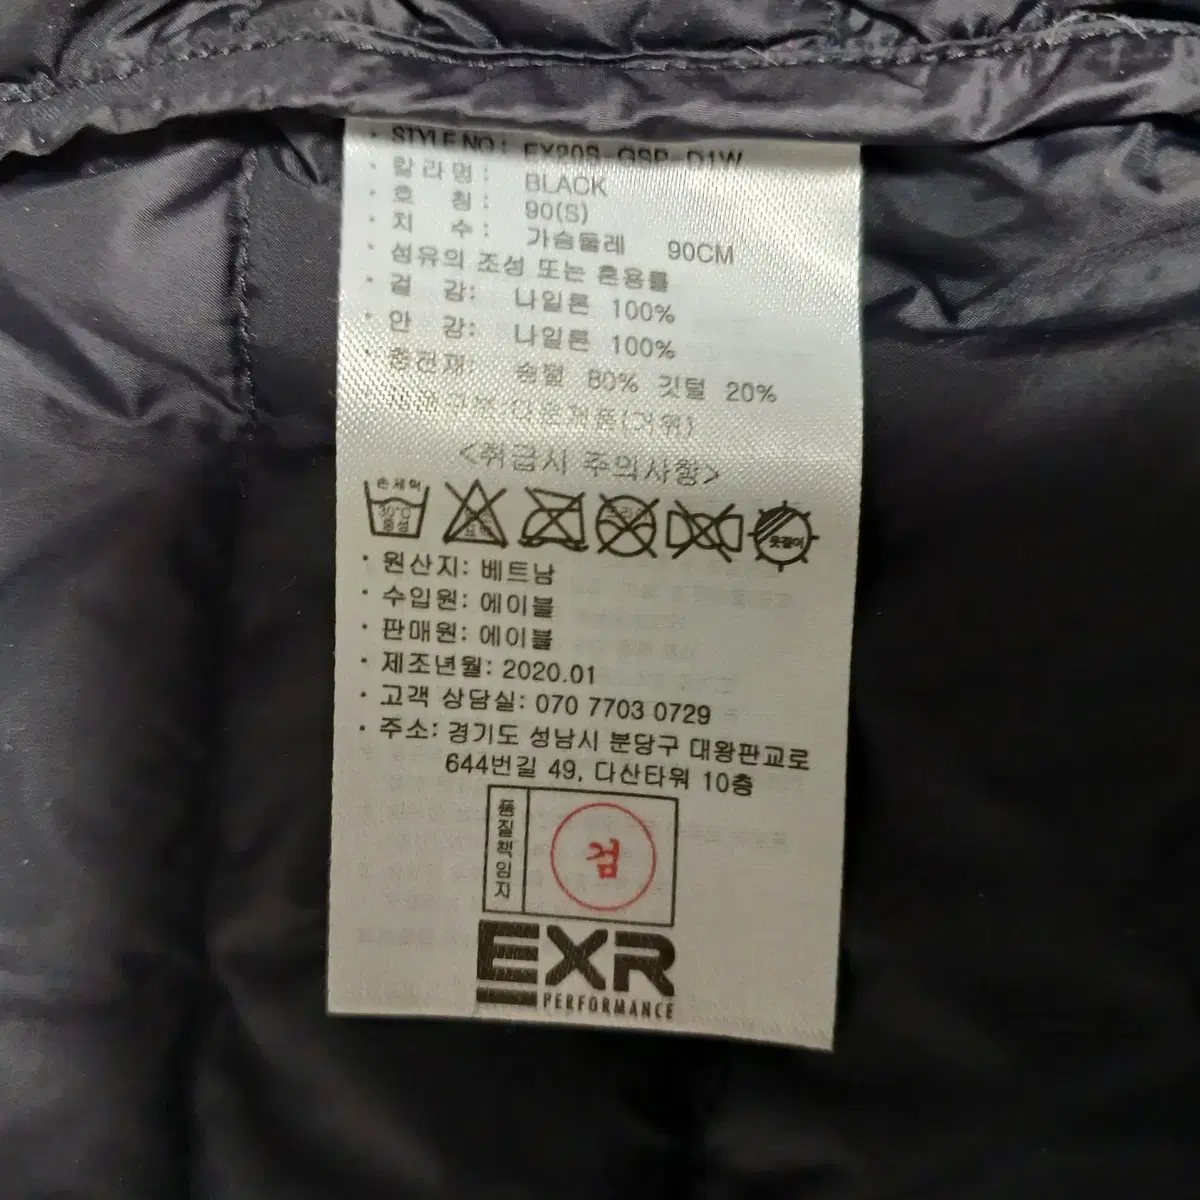 · STYLE NO : EX20S-GSP-D1W
· 칼 라 명 : BLACK
· 호 칭 : 90(S)
· 치 수 : 가슴둘레 90CM
· 섬유의 조성 또는 혼용률
· 겉 감: 나일론 100%
· 안 감: 나일론 100%
· 충전재: 솜털 80% 깃털 20%
(거위)
<취급시 주의사항>
손세탁
30°C
중성
옷걸이
· 원산지: 베트남
· 수입원: 에이블
· 판매원: 에이블
· 제조년월: 2020.01
· 고객 상담실: 070 7703 0729
· 주소: 경기도 성남시 분당구 대왕판교로
644번길 49, 다산타워 10층
품질책임자
검
EXR
PERFORMANCE